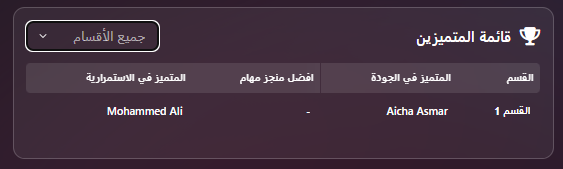 قائمة المتميزين
جميع الأقسام
القسم المتميز في الجودة افضل منجز مهام المتميز في الاستمرارية
القسم 1 Aicha Asmar - Mohammed Ali